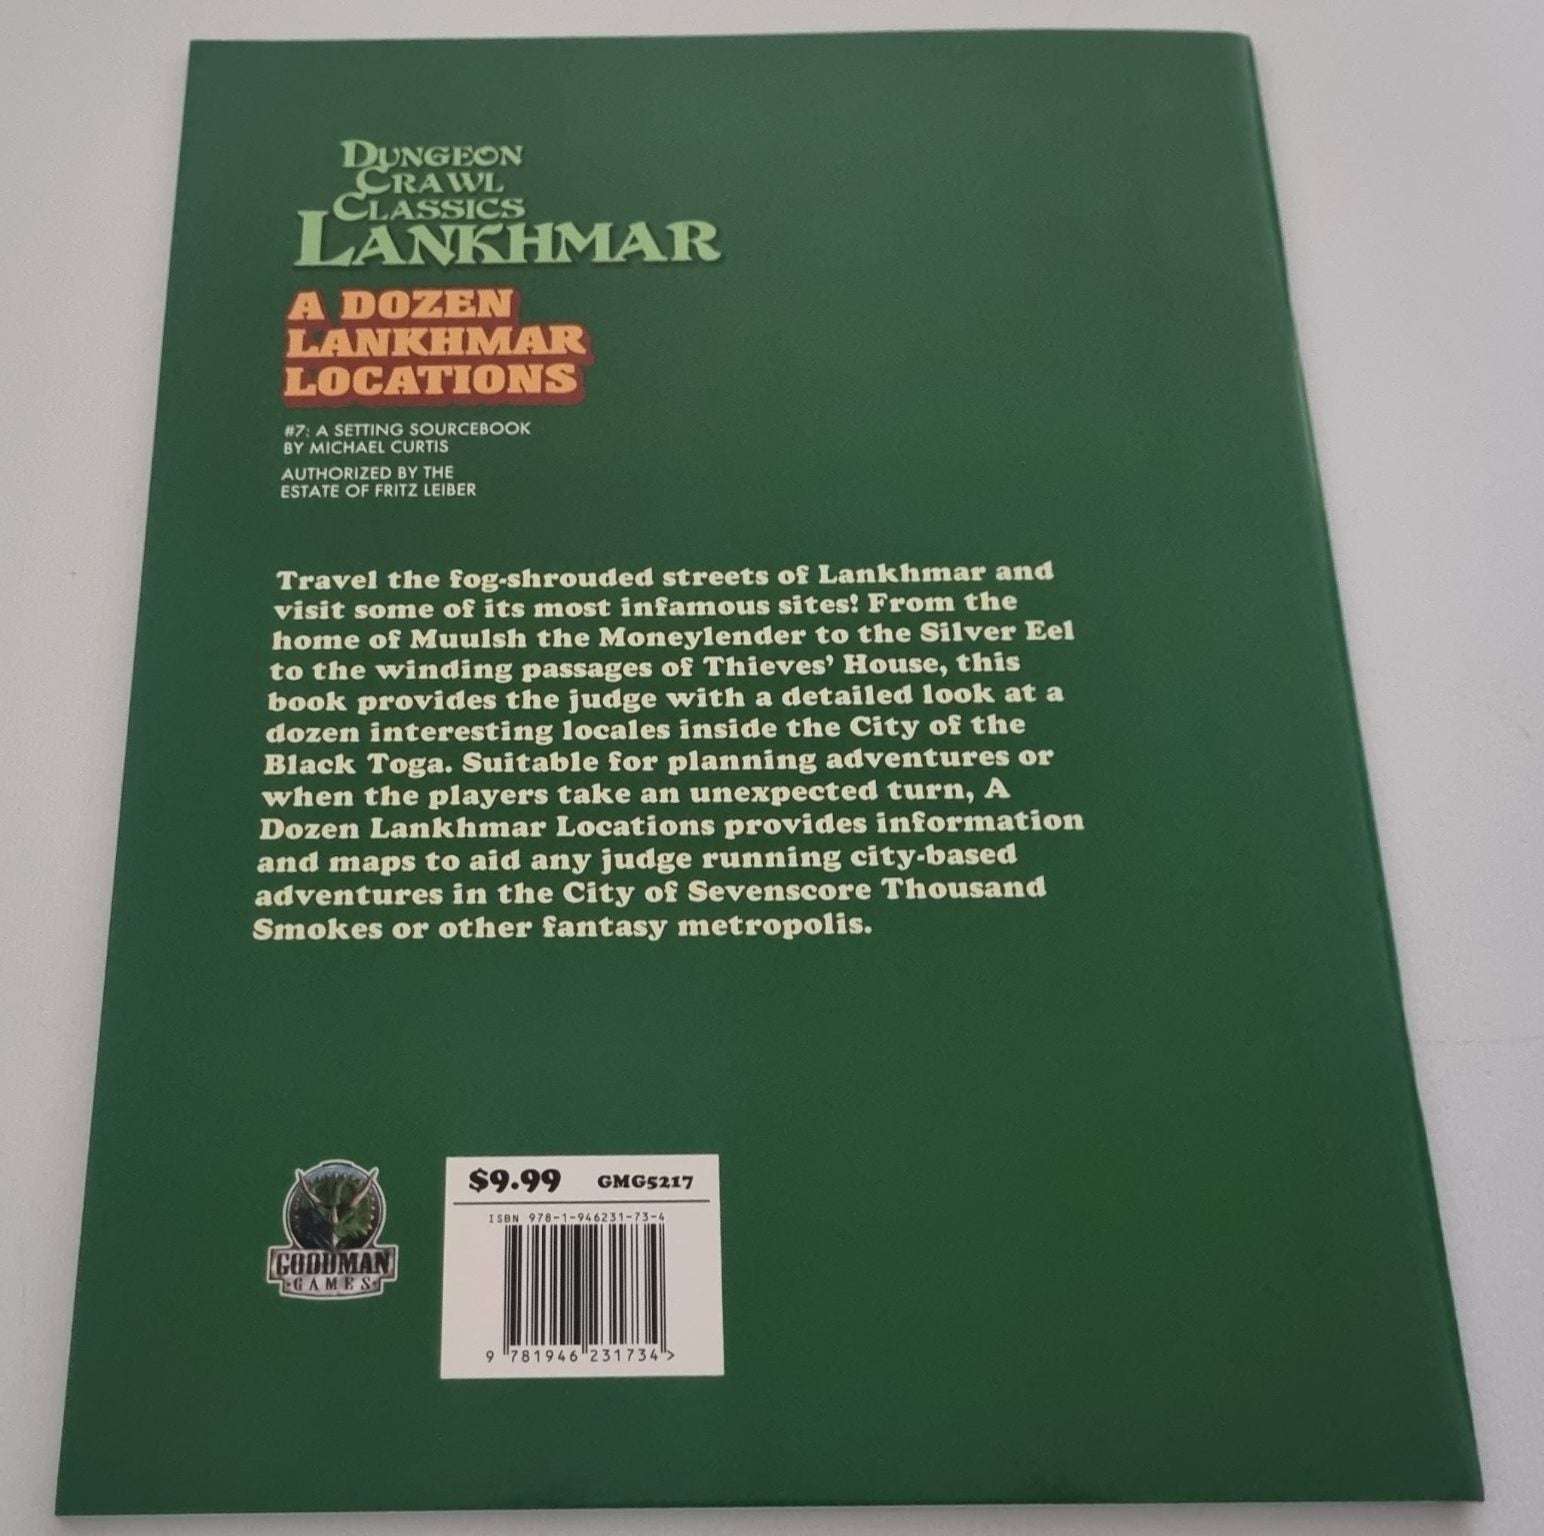 DUNGEON
CRAWL
CLASSICS
LANKHMAR
A DOZEN
LANKHMAR
LOCATIONS
#7: A SETTING SOURCEBOOK
BY MICHAEL CURTIS
AUTHORIZED BY THE
ESTATE OF FRITZ LEIBER
Travel the fog-shrouded streets of Lankhmar and
visit some of its most infamous sites! From the
home of Muulsh the Moneylender to the Silver Eel
to the winding passages of Thieves' House, this
book provides the judge with a detailed look at a
dozen interesting locales inside the City of the
Black Toga. Suitable for planning adventures or
when the players take an unexpected turn, A
Dozen Lankhmar Locations provides information
and maps to aid any judge running city-based
adventures in the City of Sevenscore Thousand
Smokes or other fantasy metropolis.
GOODMAN
GAMES
$9.99 GMG5217
ISBN 978-1-946231-73-4
9 781946 231734 >